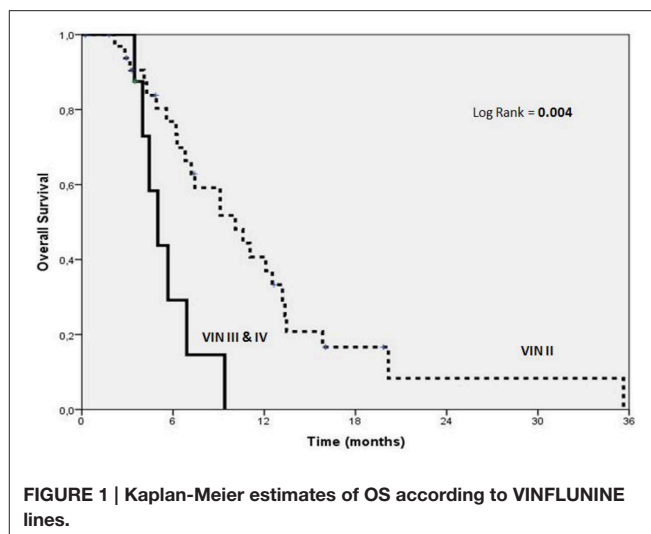 1,0
Log Rank = 0.004
0,8
0,6
Overall Survival
0,4
VIN III & IV
VIN II
0,2
0,0
0 6 12 18 24 30 36
Time (months)
FIGURE 1 | Kaplan-Meier estimates of OS according to VINFLUNINE
lines.